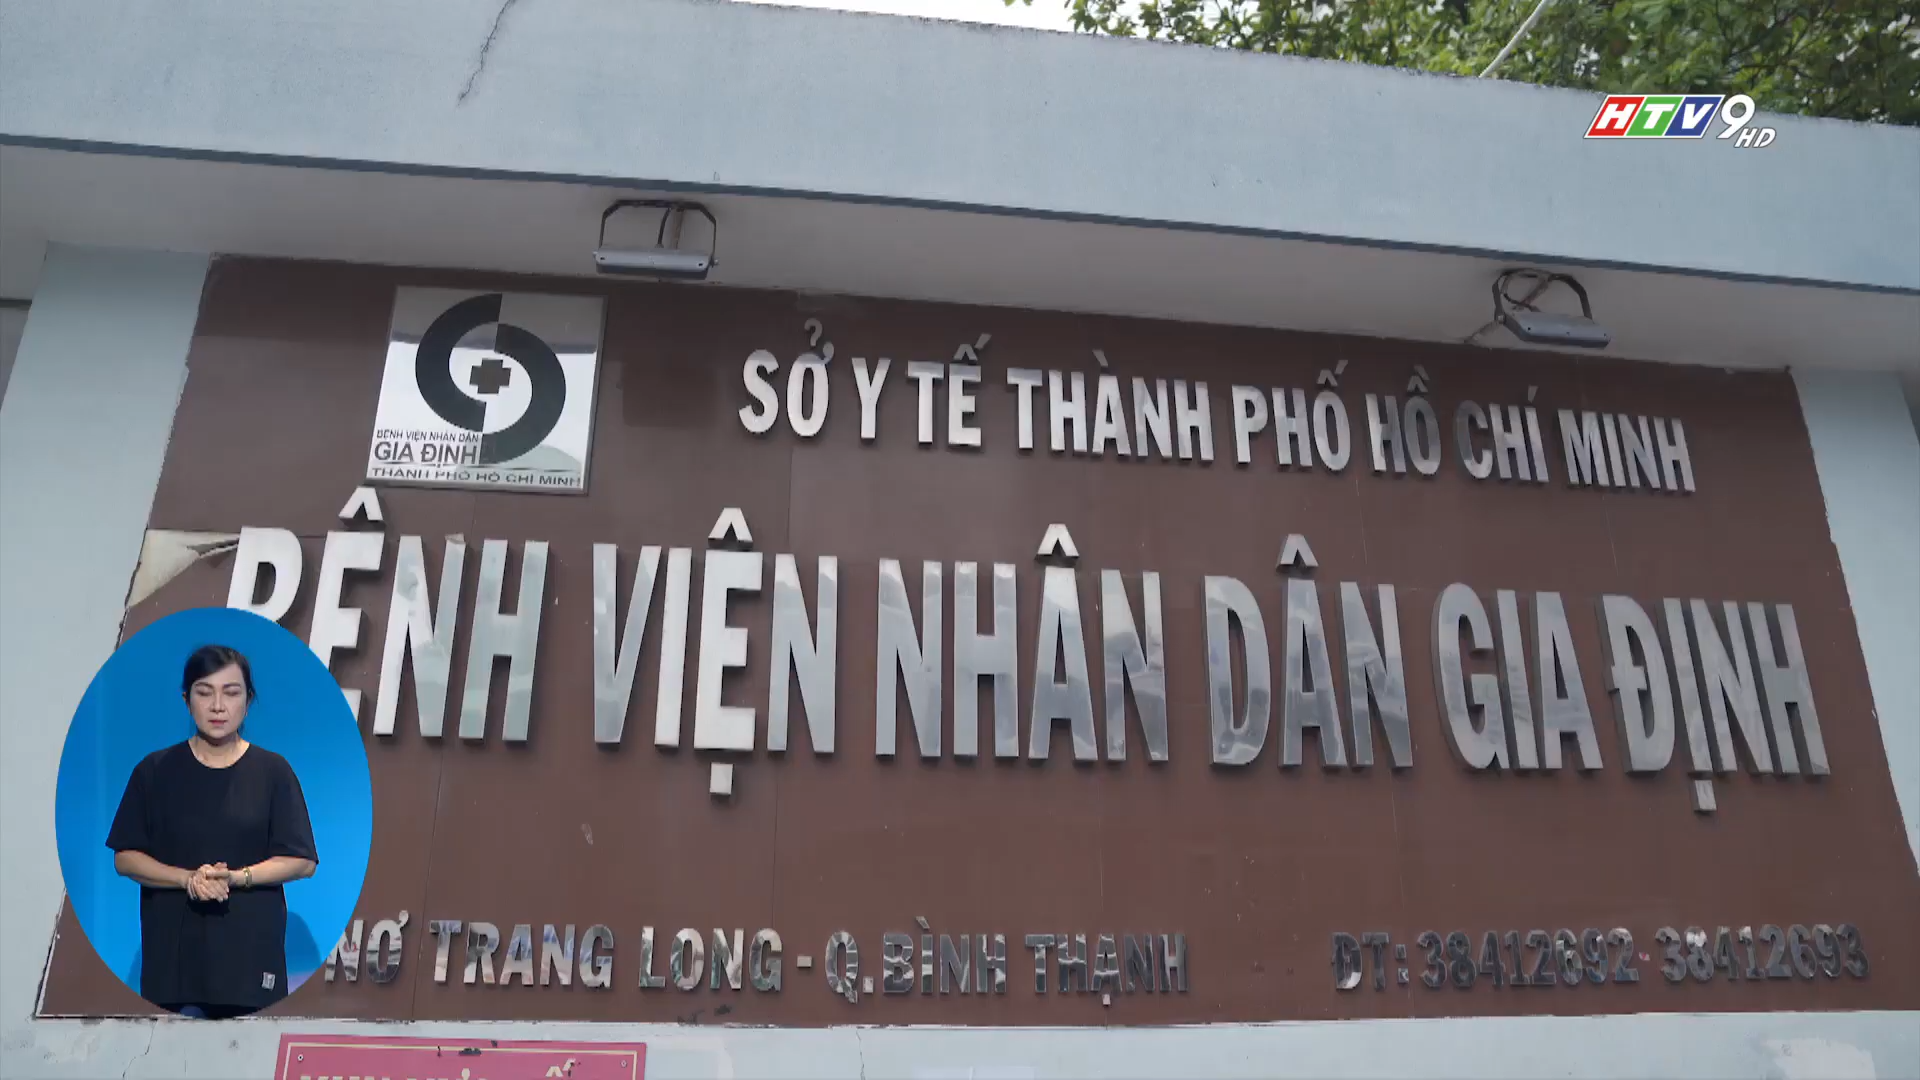 HTV9 HD
SỞ Y TẾ THÀNH PHỐ HỒ CHÍ MINH
BỆNH VIỆN NHÂN DÂN
GIA ĐỊNH
THÀNH PHỐ HỒ CHÍ MINH
BỆNH VIỆN NHÂN DÂN GIA ĐỊNH
NƠ TRANG LONG - Q.BÌNH THẠNH ĐT: 38412692 - 38412693